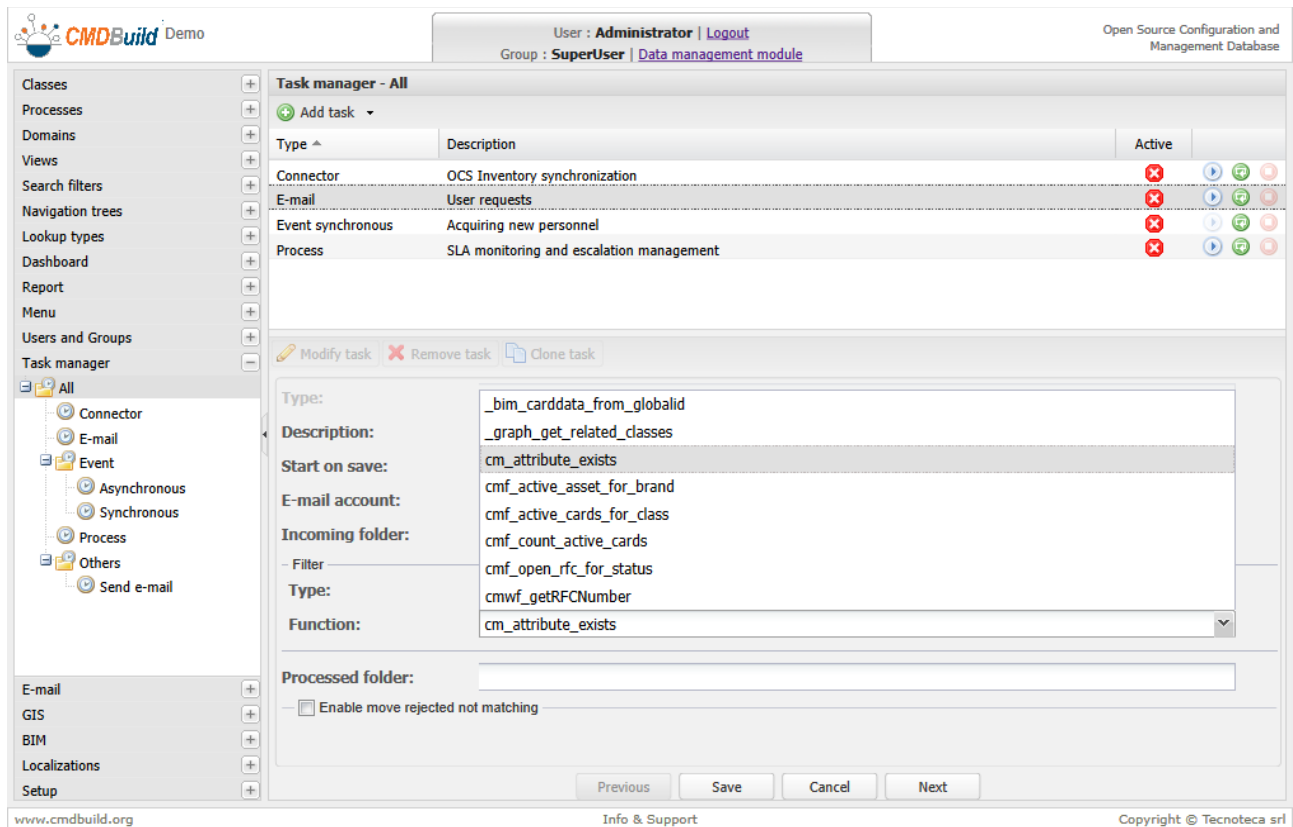 CMDBuild Demo
User : Administrator | Logout
Group : SuperUser | Data management module
Open Source Configuration and
Management Database
Classes
Processes
Domains
Views
Search filters
Navigation trees
Lookup types
Dashboard
Report
Menu
Users and Groups
Task manager
All
Connector
E-mail
Event
Asynchronous
Synchronous
Process
Others
Send e-mail
E-mail
GIS
BIM
Localizations
Setup
Task manager - All
Add task
Type Description Active
Connector OCS Inventory synchronization
E-mail User requests
Event synchronous Acquiring new personnel
Process SLA monitoring and escalation management
Modify task Remove task Clone task
Type:
Description:
Start on save:
E-mail account:
Incoming folder:
Filter
Type:
_bim_carddata_from_globalid
_graph_get_related_classes
cm_attribute_exists
cmf_active_asset_for_brand
cmf_active_cards_for_class
cmf_count_active_cards
cmf_open_rfc_for_status
cmwf_getRFCNumber
Function: cm_attribute_exists
Processed folder:
Enable move rejected not matching
Previous Save Cancel Next
www.cmdbuild.org Info & Support Copyright © Tecnoteca srl